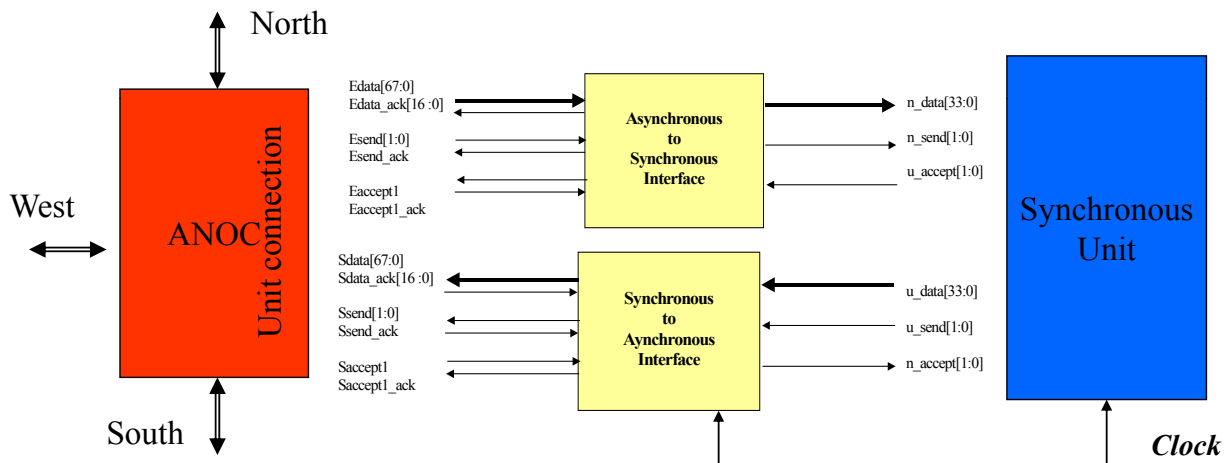 North
West
ANOC
Unit connection
South
Edata[67:0]
Edata_ack[16 :0]
Esend[1:0]
Esend_ack
Eaccept1
Eaccept1_ack
Asynchronous
to
Synchronous
Interface
n_data[33:0]
n_send[1:0]
u_accept[1:0]
Sdata[67:0]
Sdata_ack[16 :0]
Ssend[1:0]
Ssend_ack
Saccept1
Saccept1_ack
Synchronous
to
Aynchronous
Interface
u_data[33:0]
u_send[1:0]
n_accept[1:0]
Synchronous
Unit
Clock